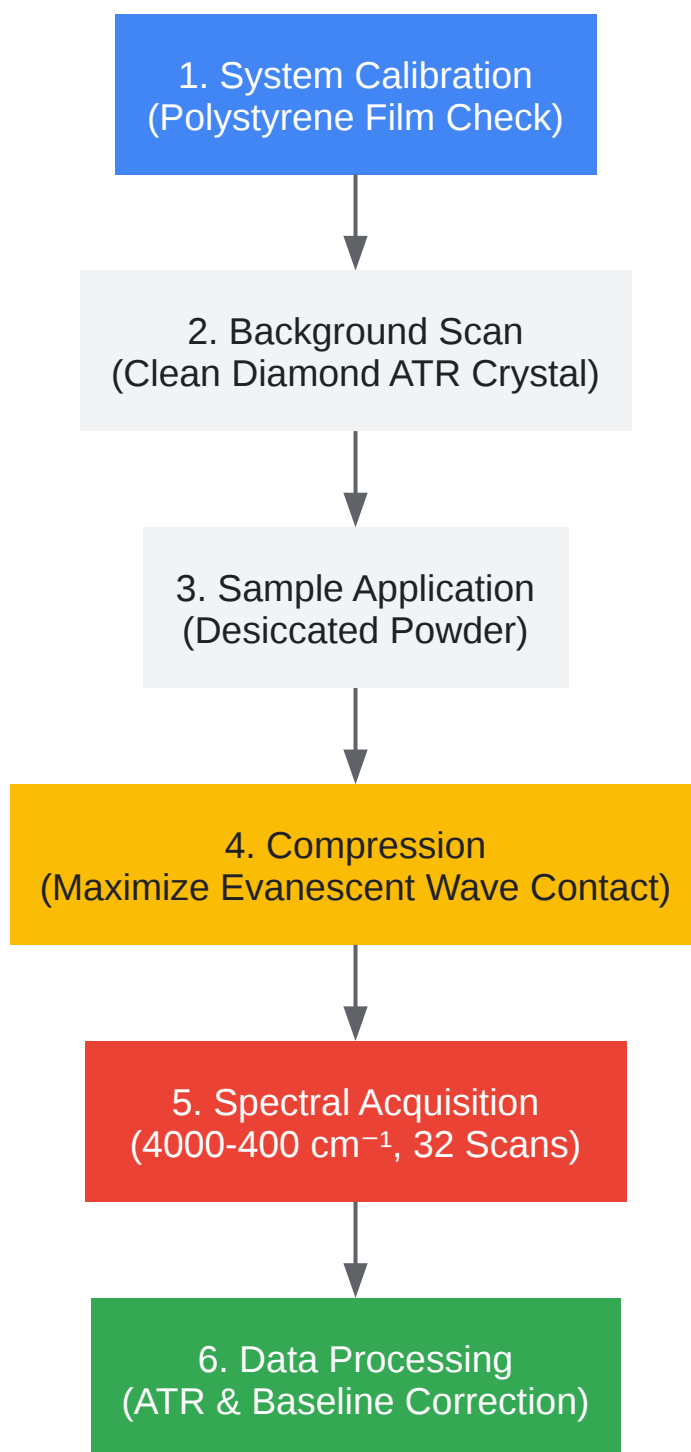 1. System Calibration
(Polystyrene Film Check)
2. Background Scan
(Clean Diamond ATR Crystal)
3. Sample Application
(Desiccated Powder)
4. Compression
(Maximize Evanescent Wave Contact)
5. Spectral Acquisition
(4000-400 cm⁻¹, 32 Scans)
6. Data Processing
(ATR & Baseline Correction)